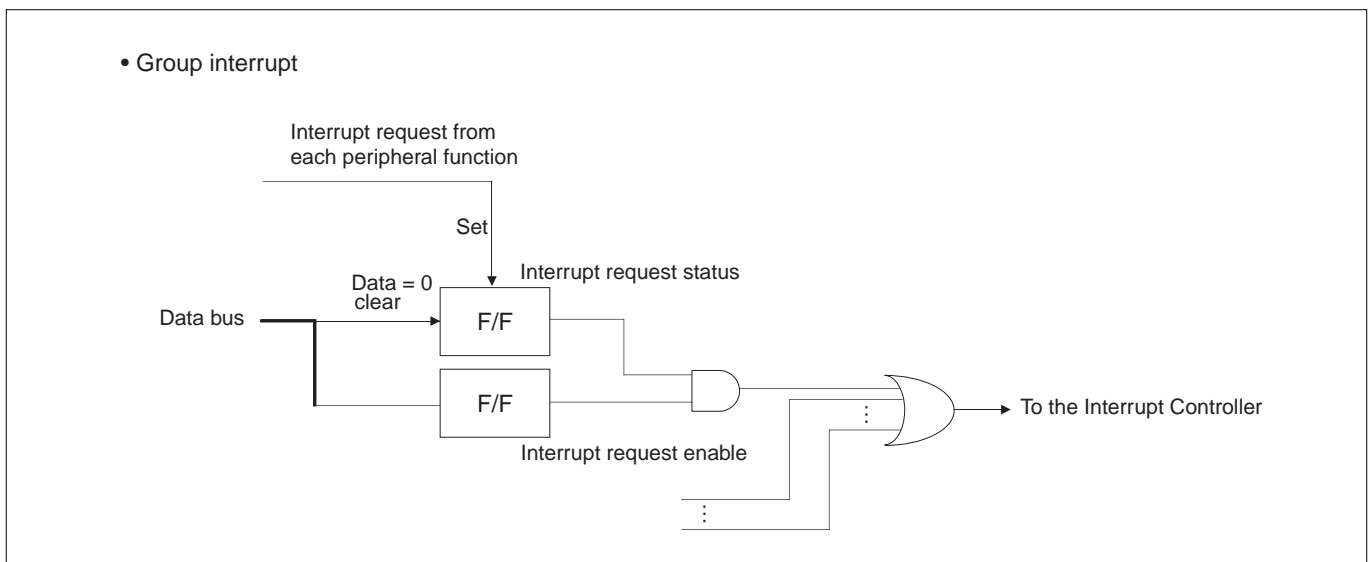 • Group interrupt
Interrupt request from
each peripheral function
Set
Data = 0
clear
Interrupt request status
Data bus
F/F
F/F
To the Interrupt Controller
Interrupt request enable